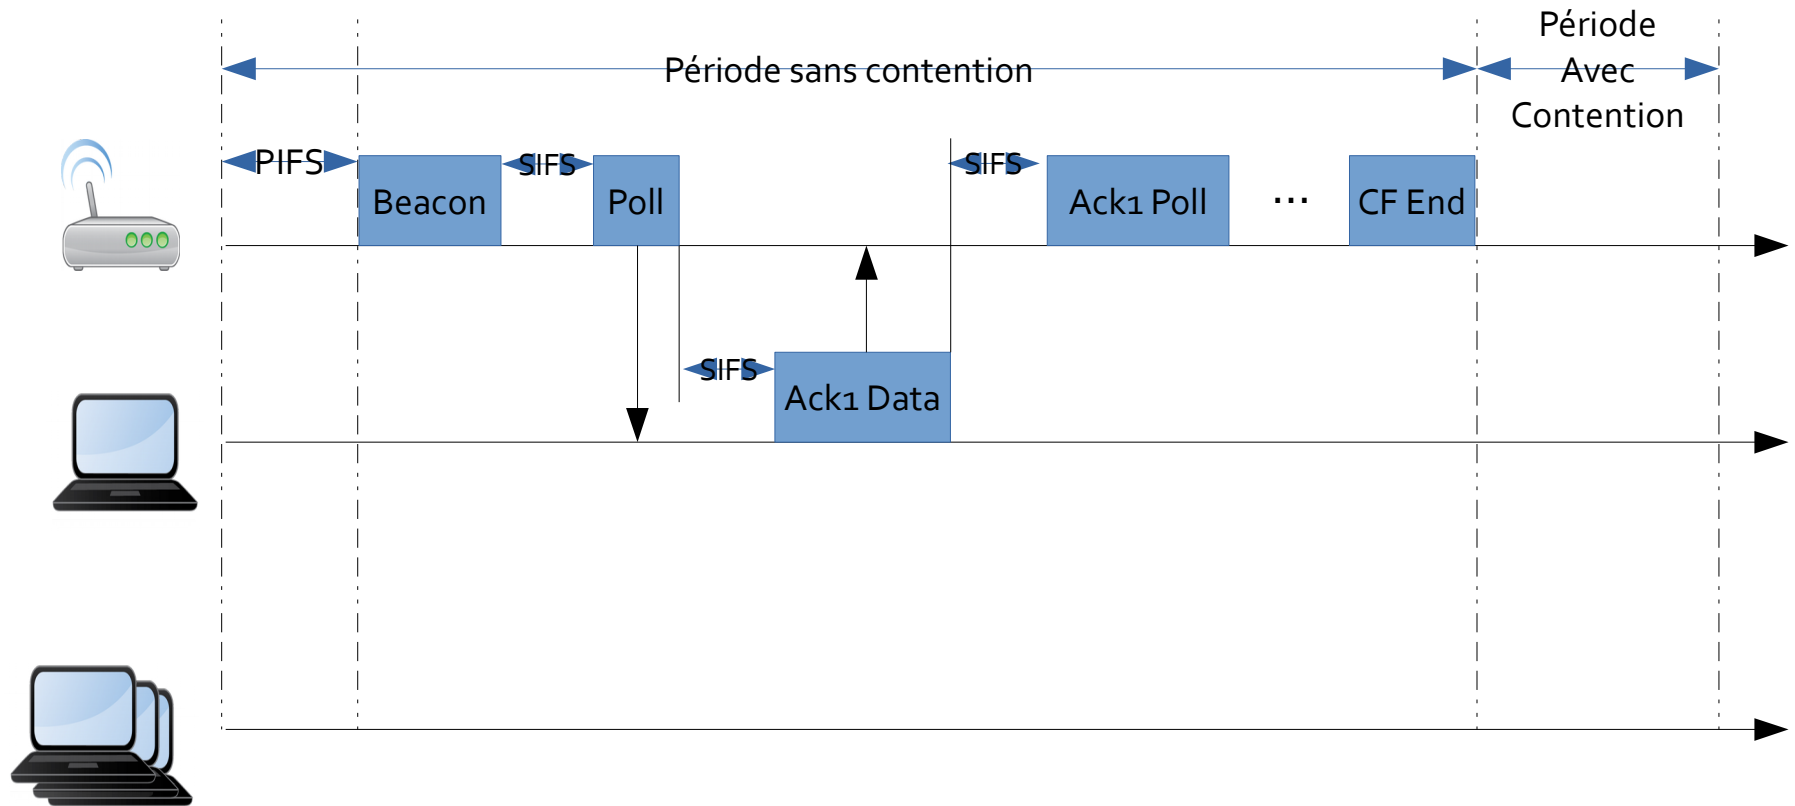 Période
Avec
Contention
Période sans contention
PIFS
SIFS
SIFS
Beacon
Poll
Ack1 Poll
...
CF End
SIFS
Ack1 Data